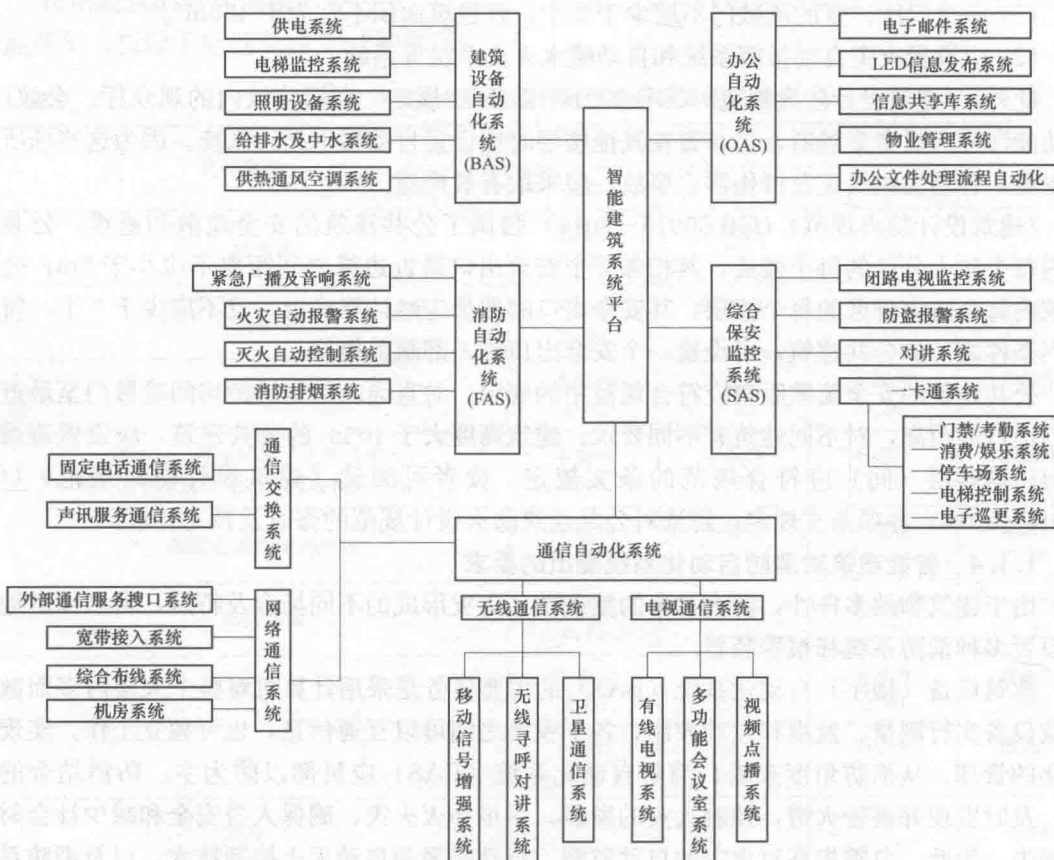 供电系统
电梯监控系统
照明设备系统
给排水及中水系统
供热通风空调系统
建筑
设备
自动
化系
统
(BAS)
办公
自动
化系
统
(OAS)
电子邮件系统
LED信息发布系统
信息共享库系统
物业管理系统
办公文件处理流程自动化
智能建筑系统平台
紧急广播及音响系统
火灾自动报警系统
灭火自动控制系统
消防排烟系统
消防
自动
化系
统
(FAS)
综合
保安
监控
系统
(SAS)
闭路电视监控系统
防盗报警系统
对讲系统
一卡通系统
门禁/考勤系统
消费/娱乐系统
停车场系统
电梯控制系统
电子巡更系统
固定电话通信系统
声讯服务通信系统
通信交换系统
通信自动化系统
外部通信服务搜口系统
宽带接入系统
综合布线系统
机房系统
网络通信系统
无线通信系统
电视通信系统
移动信号增强系统
无线寻呼对讲系统
卫星通信系统
有线电视系统
多功能会议室系统
视频点播系统